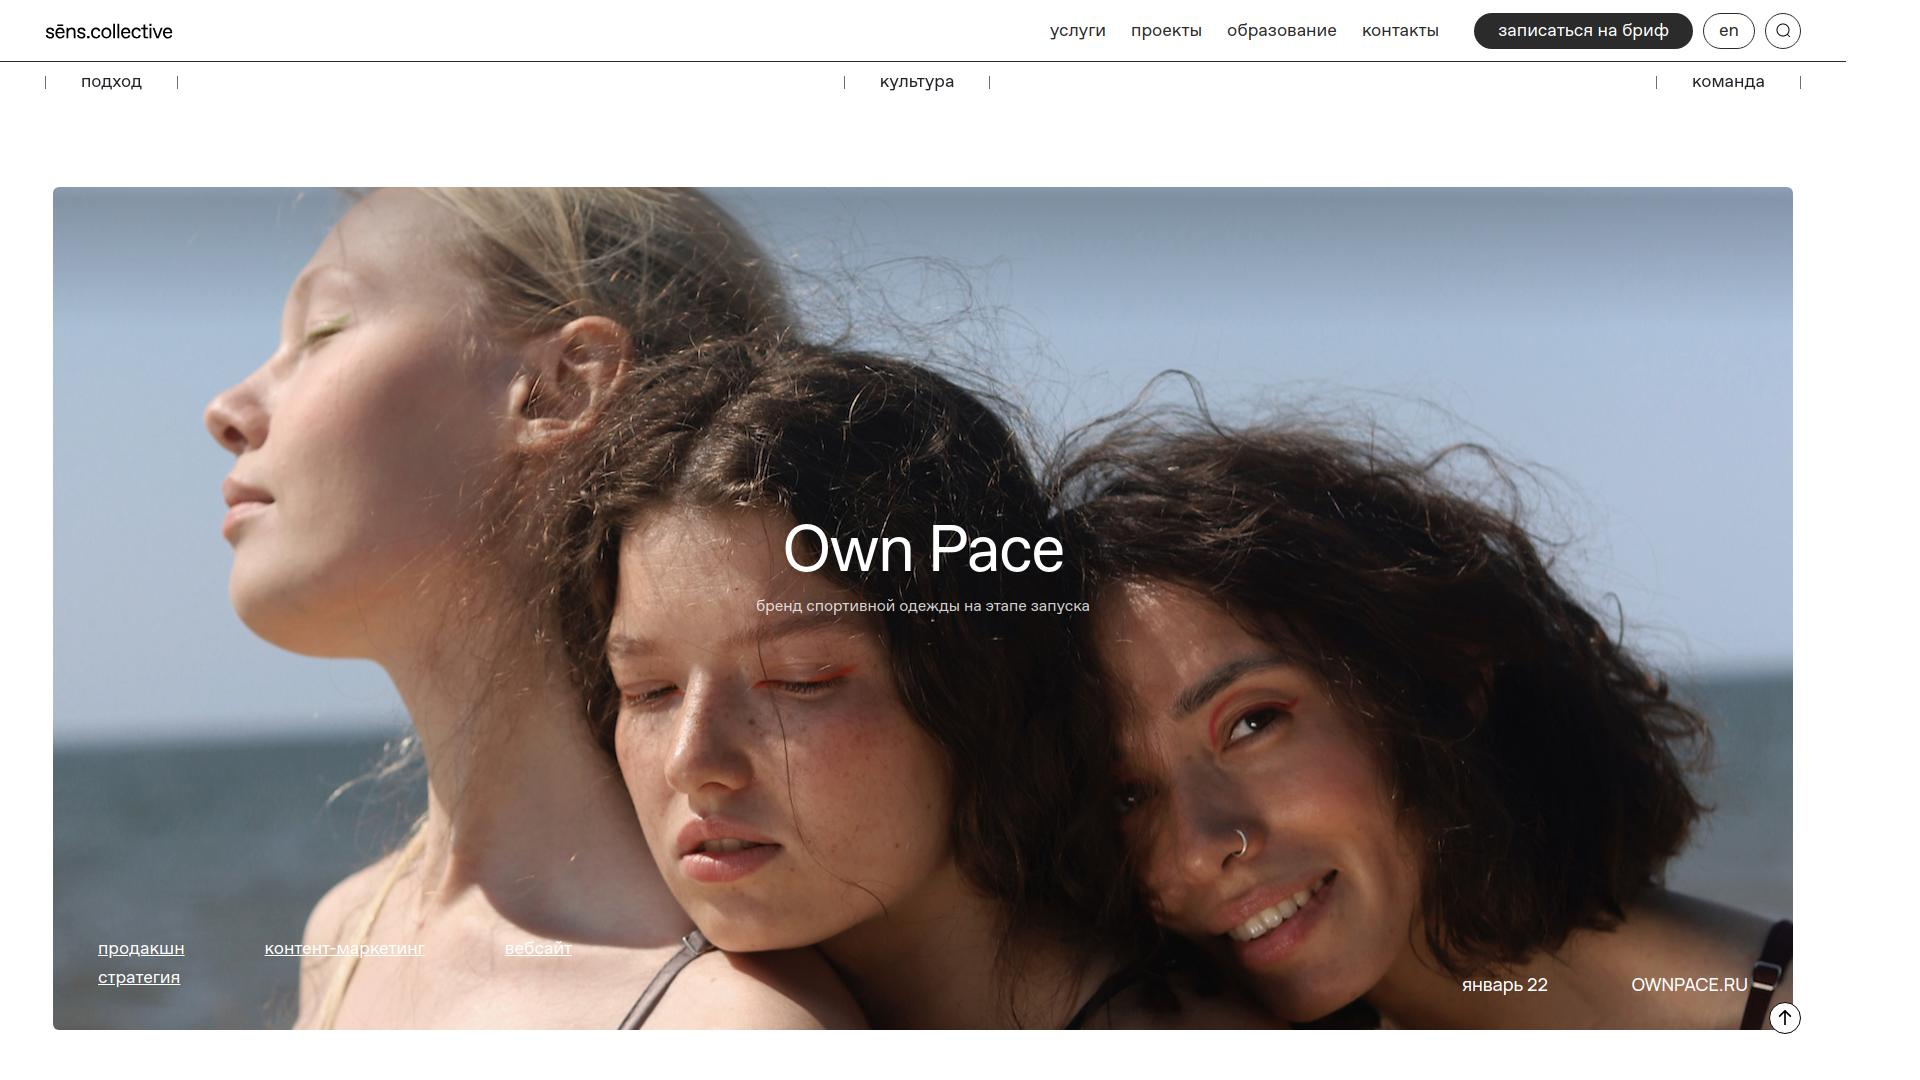 sēns.collective
услуги проекты образование контакты записаться на бриф en
подход культура команда
Own Pace
бренд спортивной одежды на этапе запуска
продакшн контент-маркетинг вебсайт
стратегия
январь 22 OWNPACE.RU